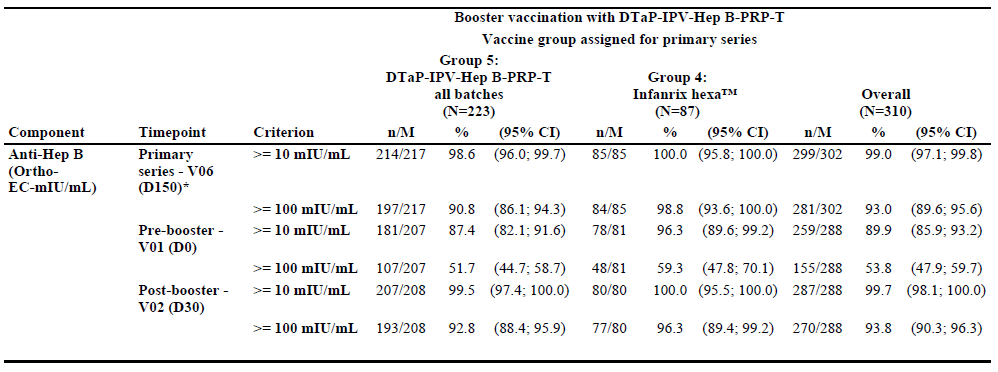 Booster vaccination with DTaP-IPV-Hep B-PRP-T
Vaccine group assigned for primary series
Group 5:
DTaP-IPV-Hep B-PRP-T
all batches
(N=223)
Group 4:
Infanrix hexa™
(N=87)
Overall
(N=310)
Component Timepoint Criterion n/M % (95% CI) n/M % (95% CI) n/M % (95% CI)
Anti-Hep B Primary >= 10 mIU/mL 214/217 98.6 (96.0; 99.7) 85/85 100.0 (95.8; 100.0) 299/302 99.0 (97.1; 99.8)
(Ortho- series - V06
EC-mIU/mL) (D150)*
>= 100 mIU/mL 197/217 90.8 (86.1; 94.3) 84/85 98.8 (93.6; 100.0) 281/302 93.0 (89.6; 95.6)
Pre-booster - >= 10 mIU/mL 181/207 87.4 (82.1; 91.6) 78/81 96.3 (89.6; 99.2) 259/288 89.9 (85.9; 93.2)
V01 (D0)
>= 100 mIU/mL 107/207 51.7 (44.7; 58.7) 48/81 59.3 (47.8; 70.1) 155/288 53.8 (47.9; 59.7)
Post-booster - >= 10 mIU/mL 207/208 99.5 (97.4; 100.0) 80/80 100.0 (95.5; 100.0) 287/288 99.7 (98.1; 100.0)
V02 (D30)
>= 100 mIU/mL 193/208 92.8 (88.4; 95.9) 77/80 96.3 (89.4; 99.2) 270/288 93.8 (90.3; 96.3)